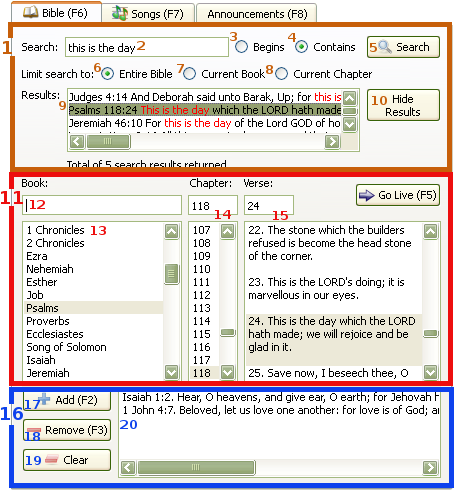 Bible (F6) Songs (F7) Announcements (F8)
1 Search: this is the day 2 3 Begins 4 Contains 5 Search
Limit search to: 6 Entire Bible 7 Current Book 8 Current Chapter
Results: Judges 4:14 And Deborah said unto Barak, Up; for this is
9 Psalms 118:24 This is the day which the LORD hath made
Jeremiah 46:10 For this is the day of the Lord GOD of ho
10 Hide
Results
Total of 5 search results returned
Book: Chapter: Verse:
11 12 118 14 24 15 Go Live (F5)
1 Chronicles 13
2 Chronicles
Ezra
Nehemiah
Esther
Job
Psalms
Proverbs
Ecclesiastes
Song of Solomon
Isaiah
Jeremiah
107
108
109
110
111
112
113
114
115
116
117
118
22. The stone which the builders
refused is become the head stone
of the corner.
23. This is the LORD's doing; it is
marvellous in our eyes.
24. This is the day which the LORD
hath made; we will rejoice and be
glad in it.
25. Save now, I beseech thee, O
16
17 Add (F2)
18 Remove (F3)
19 Clear
Isaiah 1:2. Hear, O heavens, and give ear, O earth; for Jehovah h
1 John 4:7. Beloved, let us love one another: for love is of God; a
20